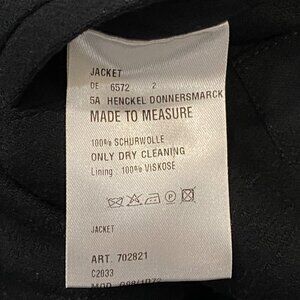 JACKET
DE 6572 2
5A HENCKEL DONNERSMARCK
MADE TO MEASURE
100% SCHURWOLLE
ONLY DRY CLEANING
Lining : 100% VISKOSE
P
JACKET
ART. 702821
C2033